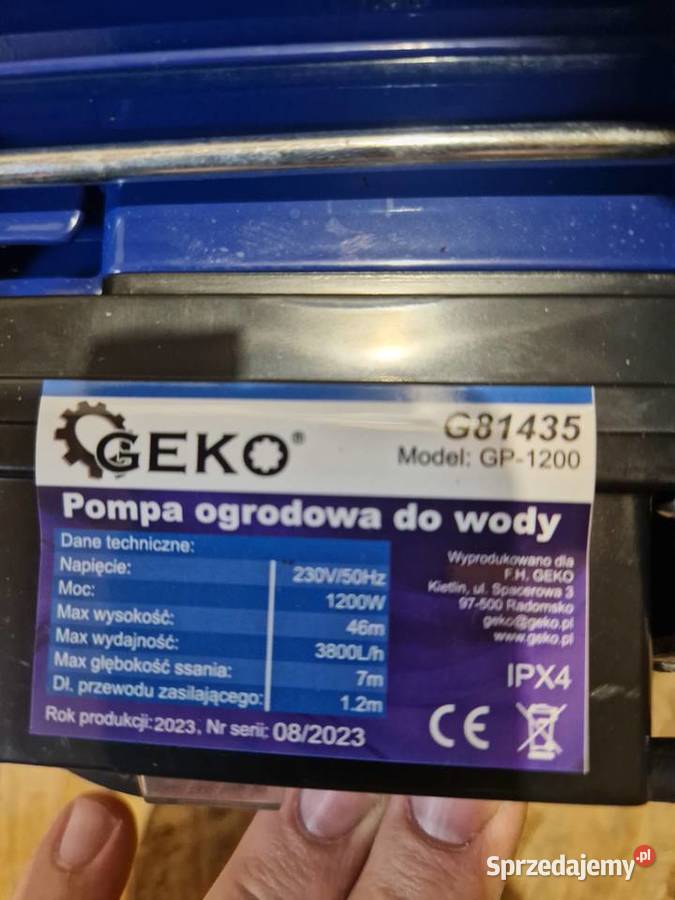 GEKO®
G81435
Model: GP-1200
Pompa ogrodowa do wody
Dane techniczne:
Napięcie: 230V/50Hz
Moc: 1200W
Max wysokość: 46m
Max wydajność: 3800L/h
Max głębokość ssania: 7m
Dł. przewodu zasilającego: 1.2m
Wyprodukowano dla
F.H. GEKO
Kietlin, ul. Spacerowa 3
97-500 Radomsko
geko@geko.pl
www.geko.pl
IPX4
CE
Rok produkcji: 2023, Nr serii: 08/2023
Sprzedajemy.pl